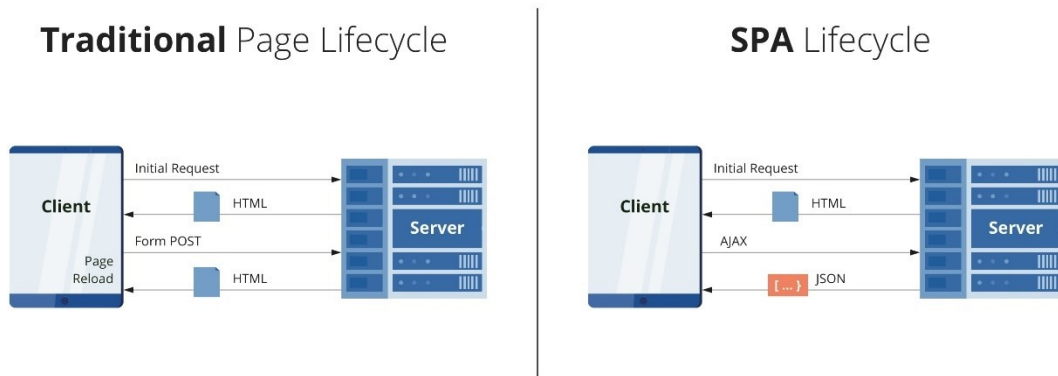 Traditional Page Lifecycle
Initial Request
HTML
Client
Server
Form POST
Page
Reload
HTML
SPA Lifecycle
Initial Request
HTML
Client
Server
AJAX
JSON
[ ... }